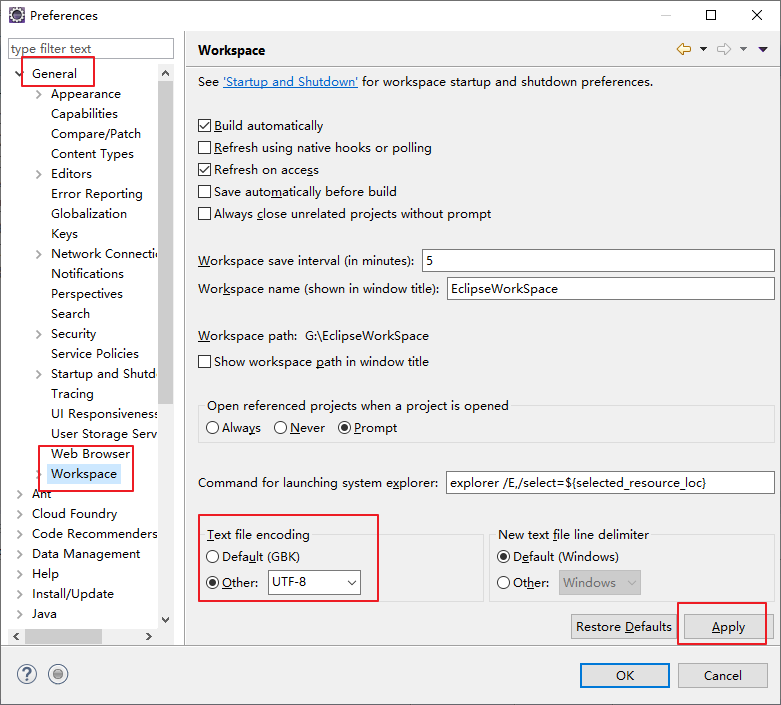 Preferences
type filter text
General
Appearance
Capabilities
Compare/Patch
Content Types
Editors
Error Reporting
Globalization
Keys
Network Connecti
Notifications
Perspectives
Search
Security
Service Policies
Startup and Shutd
Tracing
UI Responsiveness
User Storage Serv
Web Browser
Workspace
Ant
Cloud Foundry
Code Recommenders
Data Management
Help
Install/Update
Java
Workspace
See 'Startup and Shutdown' for workspace startup and shutdown preferences.
Build automatically
Refresh using native hooks or polling
Refresh on access
Save automatically before build
Always close unrelated projects without prompt
Workspace save interval (in minutes): 5
Workspace name (shown in window title): EclipseWorkSpace
Workspace path: G:\EclipseWorkSpace
Show workspace path in window title
Open referenced projects when a project is opened
Always Never Prompt
Command for launching system explorer: explorer /E,/select=${selected_resource_loc}
Text file encoding
Default (GBK)
Other: UTF-8
New text file line delimiter
Default (Windows)
Other: Windows
Restore Defaults Apply
? OK Cancel